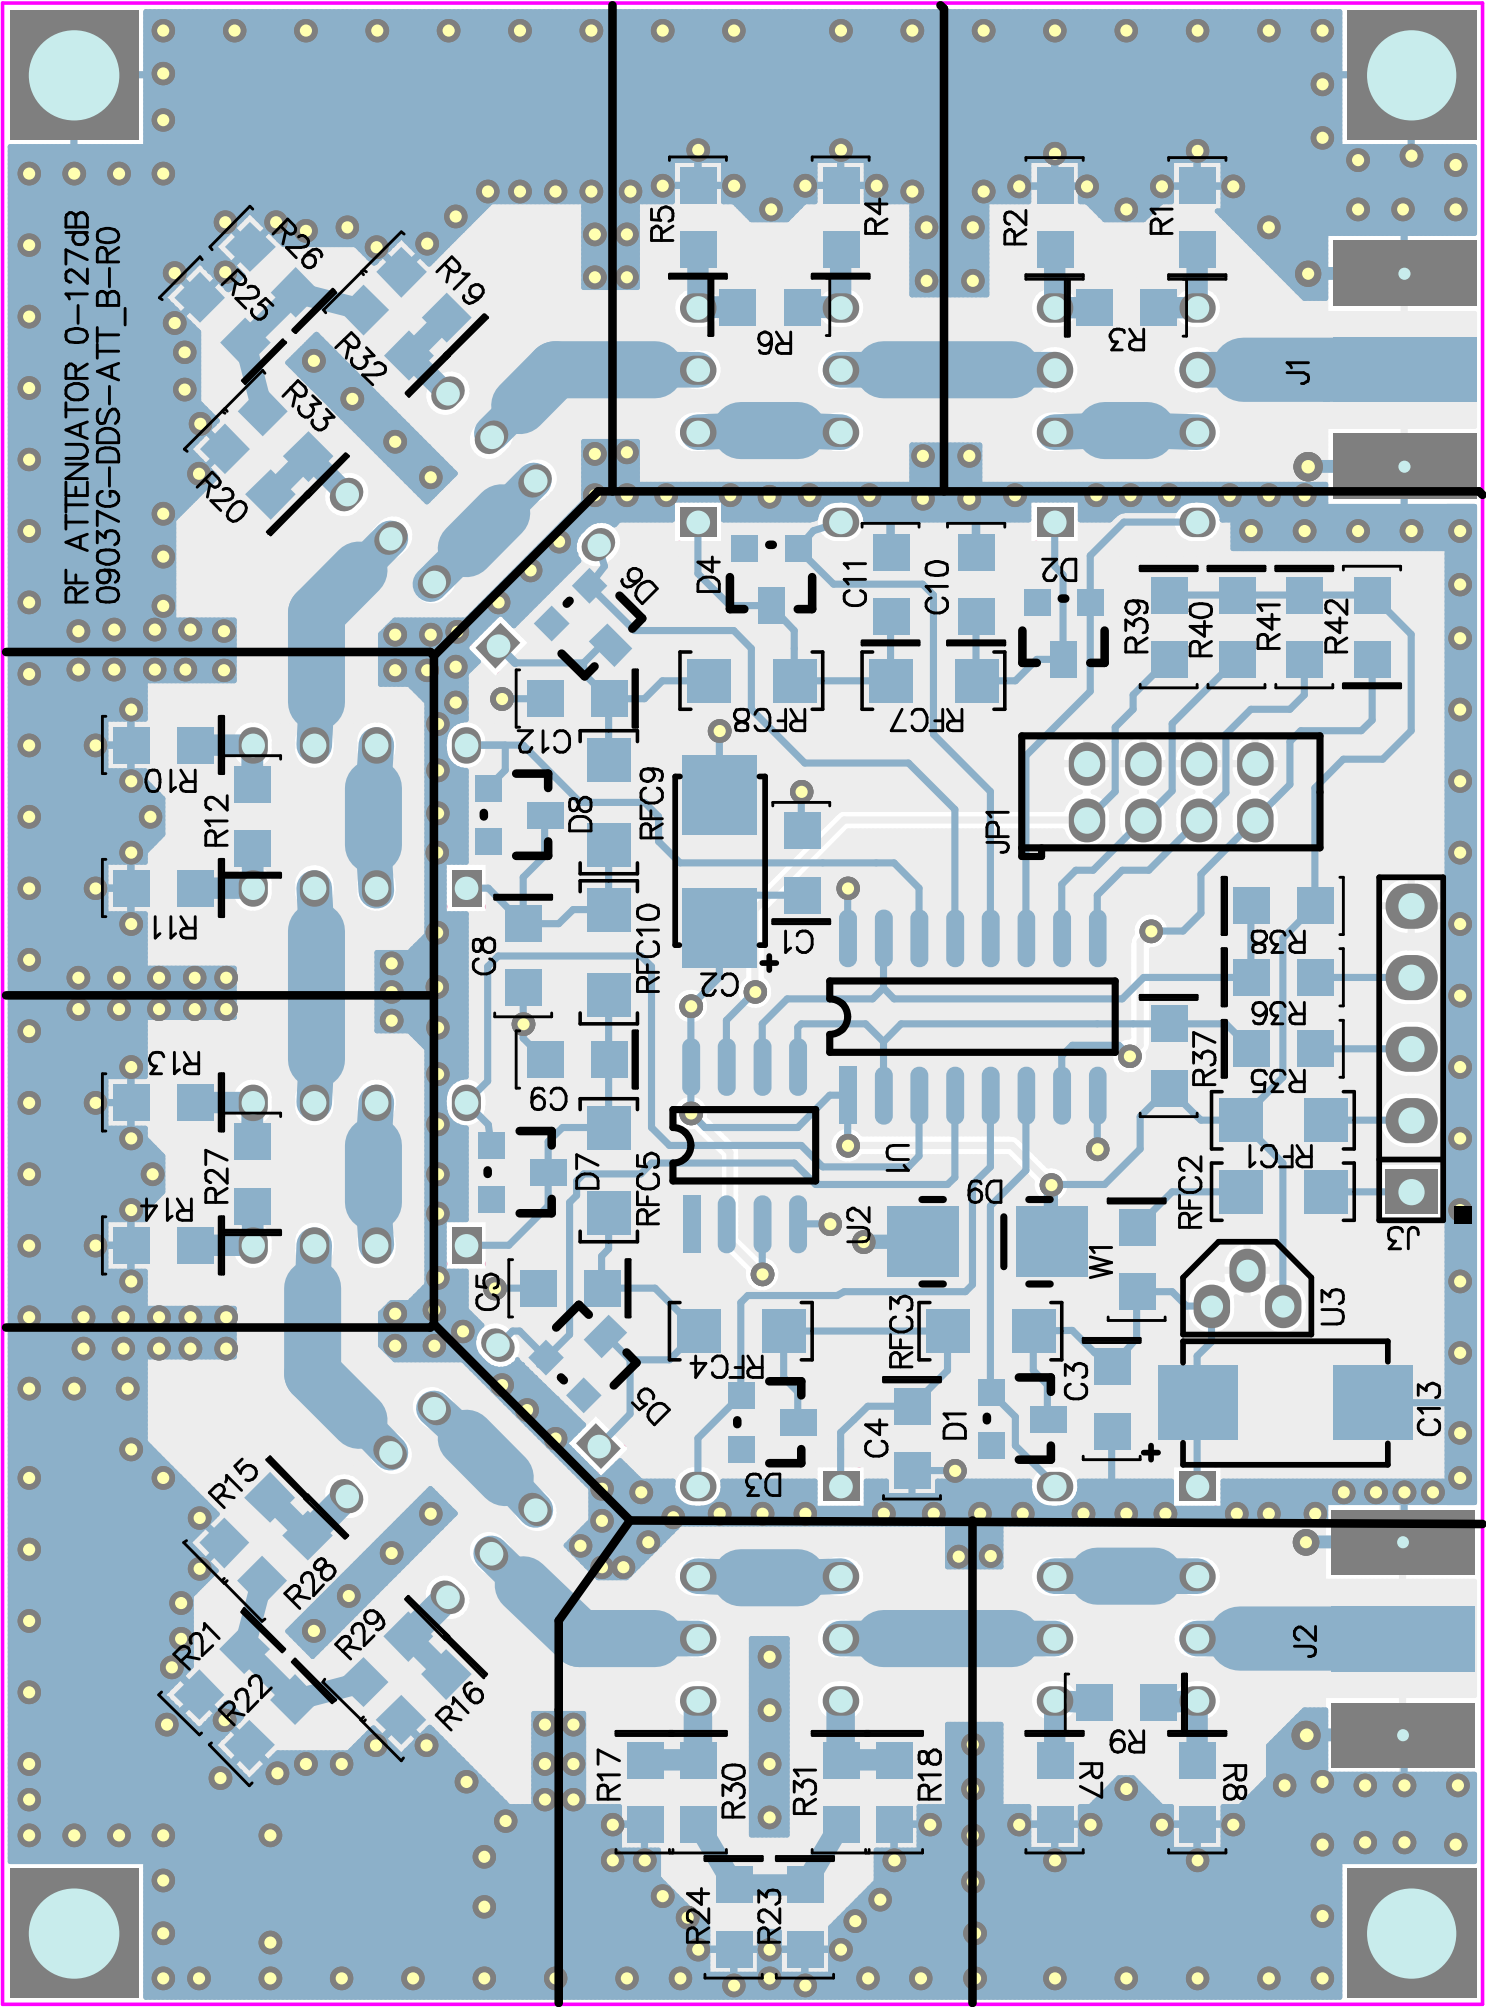 RF ATTENUATOR 0-127dB
09037G-DDS-ATT_B-R0
R26
R25
R19
R32
R33
R20
R5
R4
R6
R2
R1
R3
J1
D6
D4
C11
C10
D2
R39
R40
R41
R42
C12
RFC8
RFC7
R10
R12
R11
D8
RFC9
C1
C2
+
JP1
C8
RFC10
R38
R36
R35
R37
C9
R13
R27
R14
D7
RFC5
U1
U2
D9
W1
RFC1
RFC2
J3
U3
C5
RFC4
RFC3
C3
C13
D5
D3
C4
D1
+
R15
R28
R21
R22
R29
R16
J2
R17
R30
R31
R18
R9
R7
R8
R24
R23